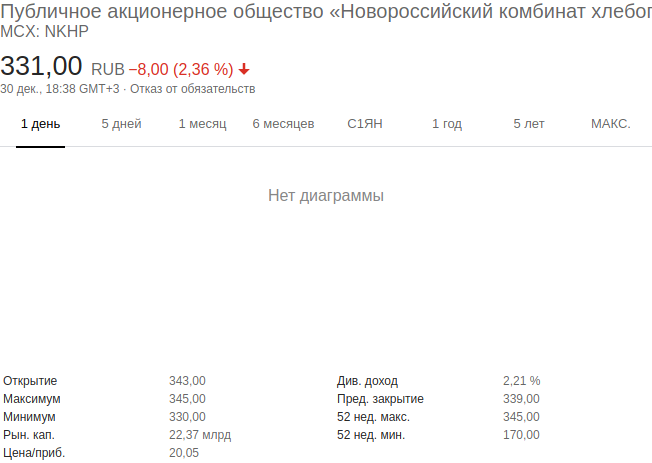 Публичное акционерное общество «Новороссийский комбинат
MCX: NKHP
331,00 RUB −8,00 (2,36 %)
30 дек., 18:38 GMT+3 · Отказ от обязательств
1 день 5 дней 1 месяц 6 месяцев С1ЯН 1 год 5 лет МАКС.
Нет диаграммы
Открытие 343,00 Див. доход 2,21 %
Максимум 345,00 Пред. закрытие 339,00
Минимум 330,00 52 нед. макс. 345,00
Рын. кап. 22,37 млрд 52 нед. мин. 170,00
Цена/приб. 20,05